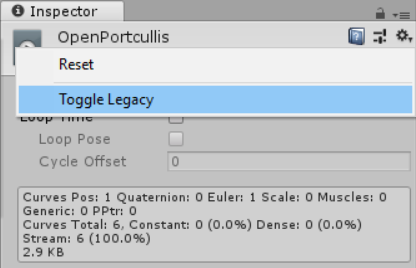 Inspector
OpenPortcullis
Reset
Toggle Legacy
Loop Time
Loop Pose
Cycle Offset 0
Curves Pos: 1 Quaternion: 0 Euler: 1 Scale: 0 Muscles: 0
Generic: 0 PPtr: 0
Curves Total: 6, Constant: 0 (0.0%) Dense: 0 (0.0%)
Stream: 6 (100.0%)
2.9 KB